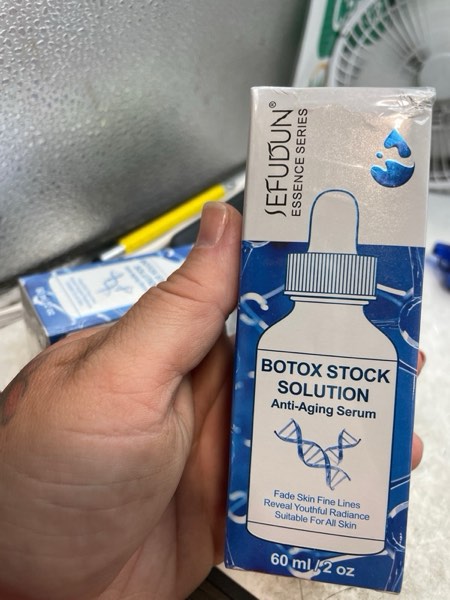 SEFUDUN®
ESSENCE SERIES
BOTOX STOCK
SOLUTION
Anti-Aging Serum
Fade Skin Fine Lines
Reveal Youthful Radiance
Suitable For All Skin
60 ml/2 oz